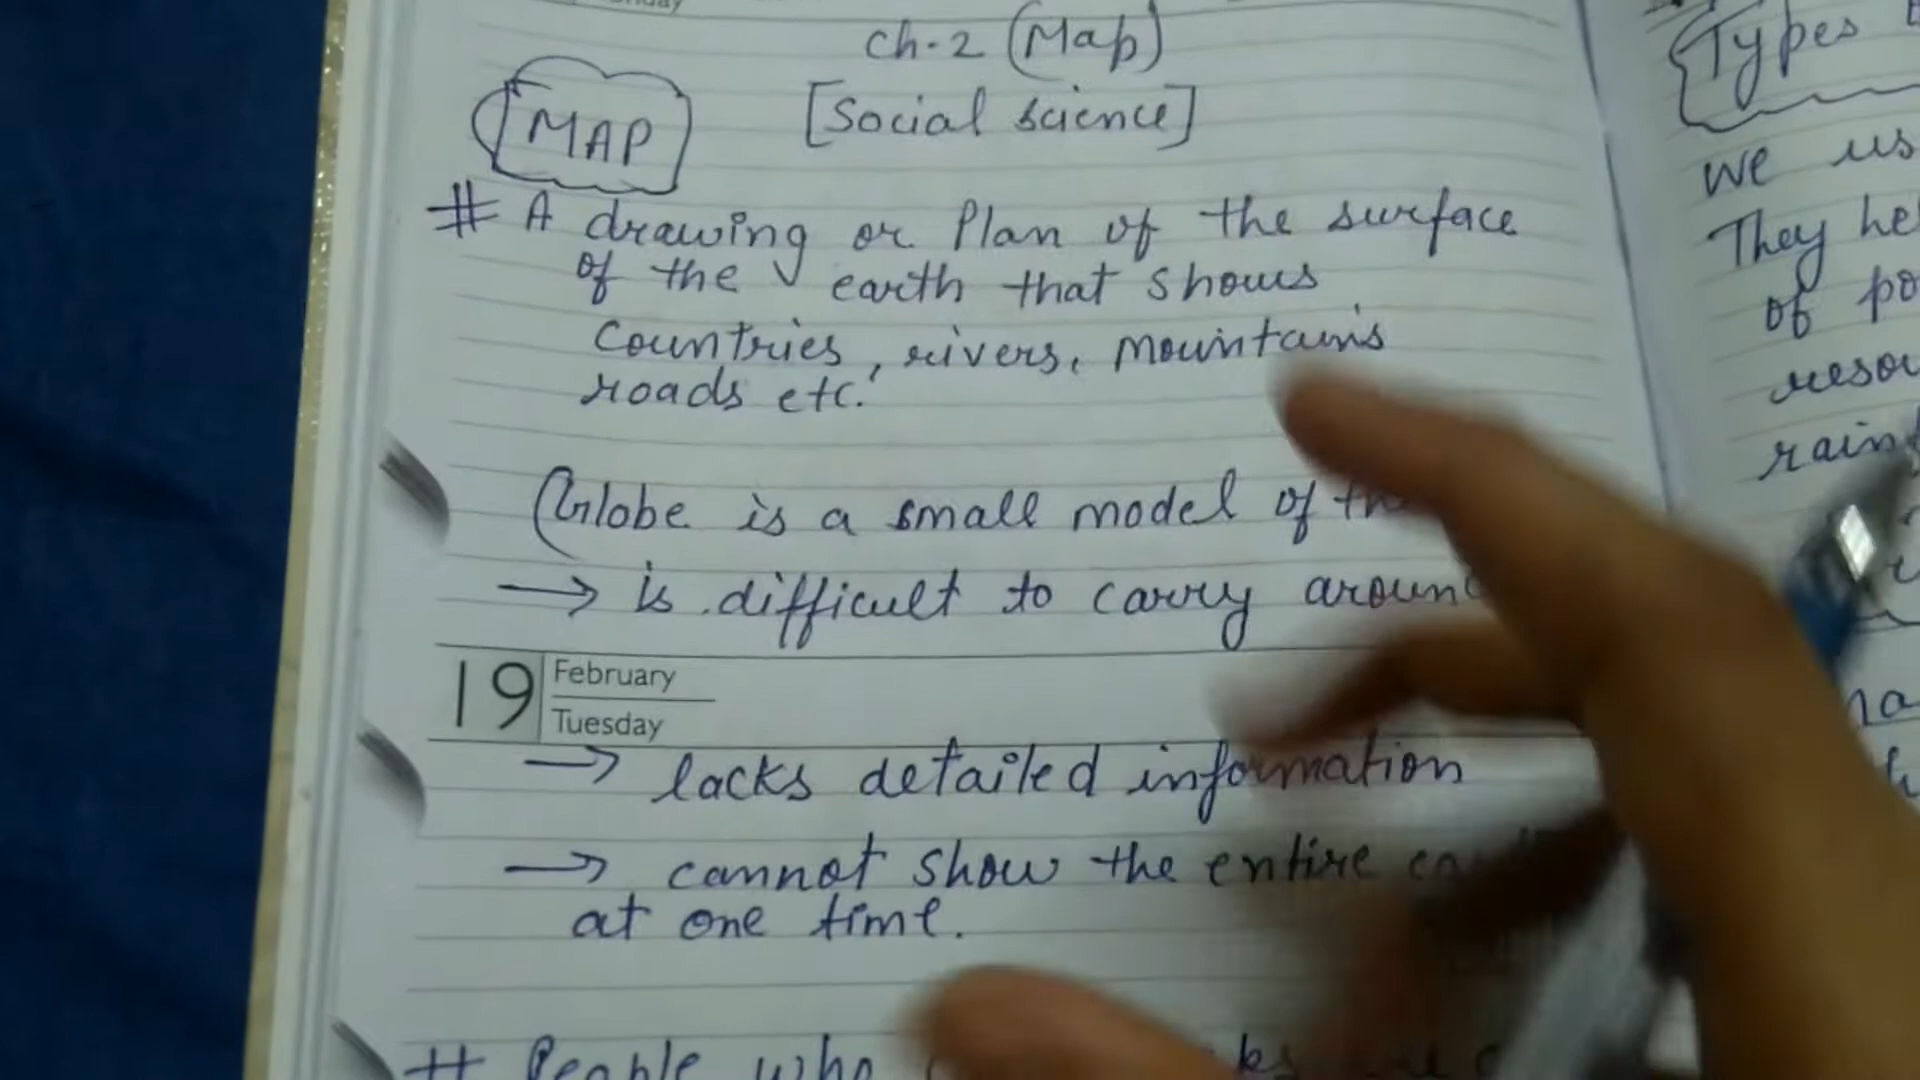 Ch-2 (Map)
[Social science]
MAP
# A drawing or Plan of the surface
of the earth that shows
Countries, rivers, mountains
roads etc.
Globe is a small model of
→ is difficult to carry around
19 February
Tuesday
→ lacks detailed information
→ cannot show the entire
at one time.
# People who
Types
We
They
of
rain